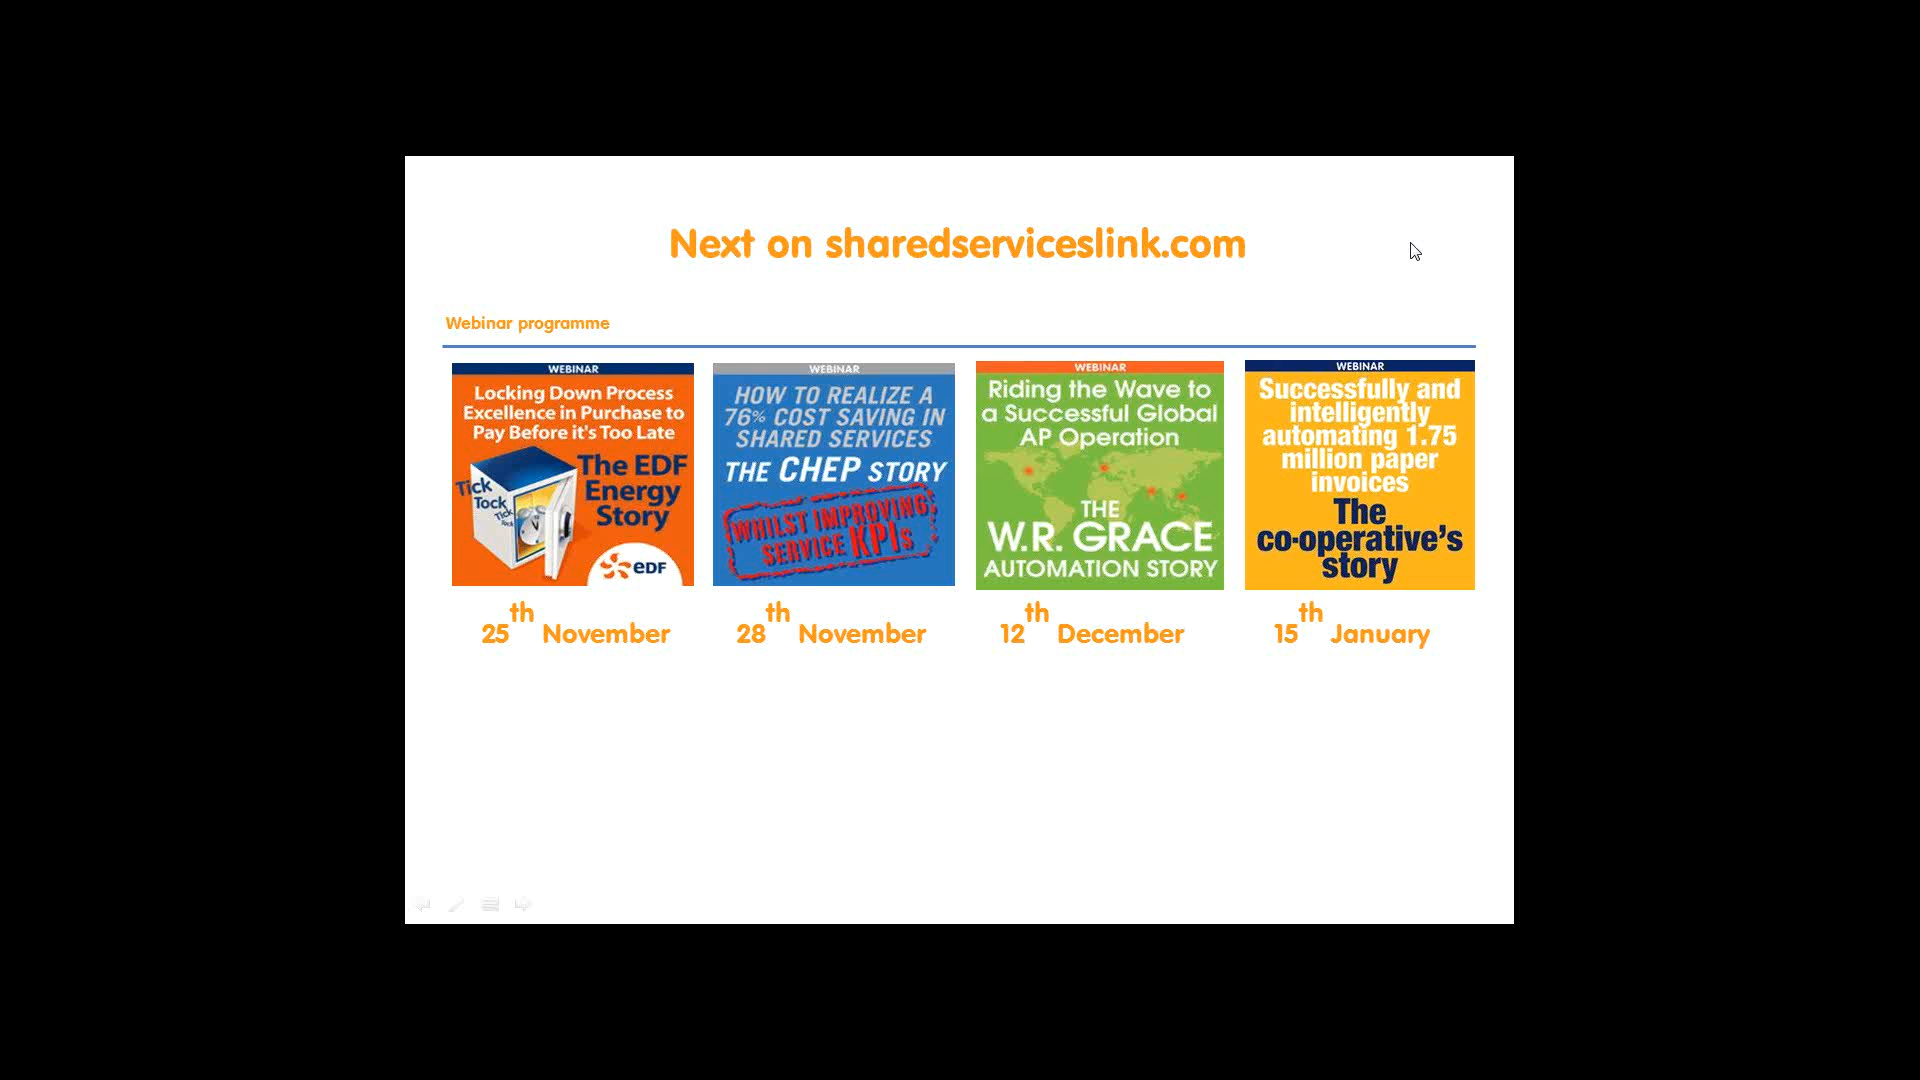 Next on sharedserviceslink.com
Webinar programme
WEBINAR
Locking Down Process
Excellence in Purchase to
Pay Before it's Too Late
The EDF
Energy
Story
Tick
Tock
Tick
Tock
eDF
25th November
WEBINAR
HOW TO REALIZE A
76% COST SAVING IN
SHARED SERVICES
THE CHEP STORY
WHILST IMPROVING
SERVICE KPIs
28th November
WEBINAR
Riding the Wave to
a Successful Global
AP Operation
THE
W.R. GRACE
AUTOMATION STORY
12th December
WEBINAR
Successfully and
intelligently
automating 1.75
million paper
invoices
The
co-operative's
story
15th January